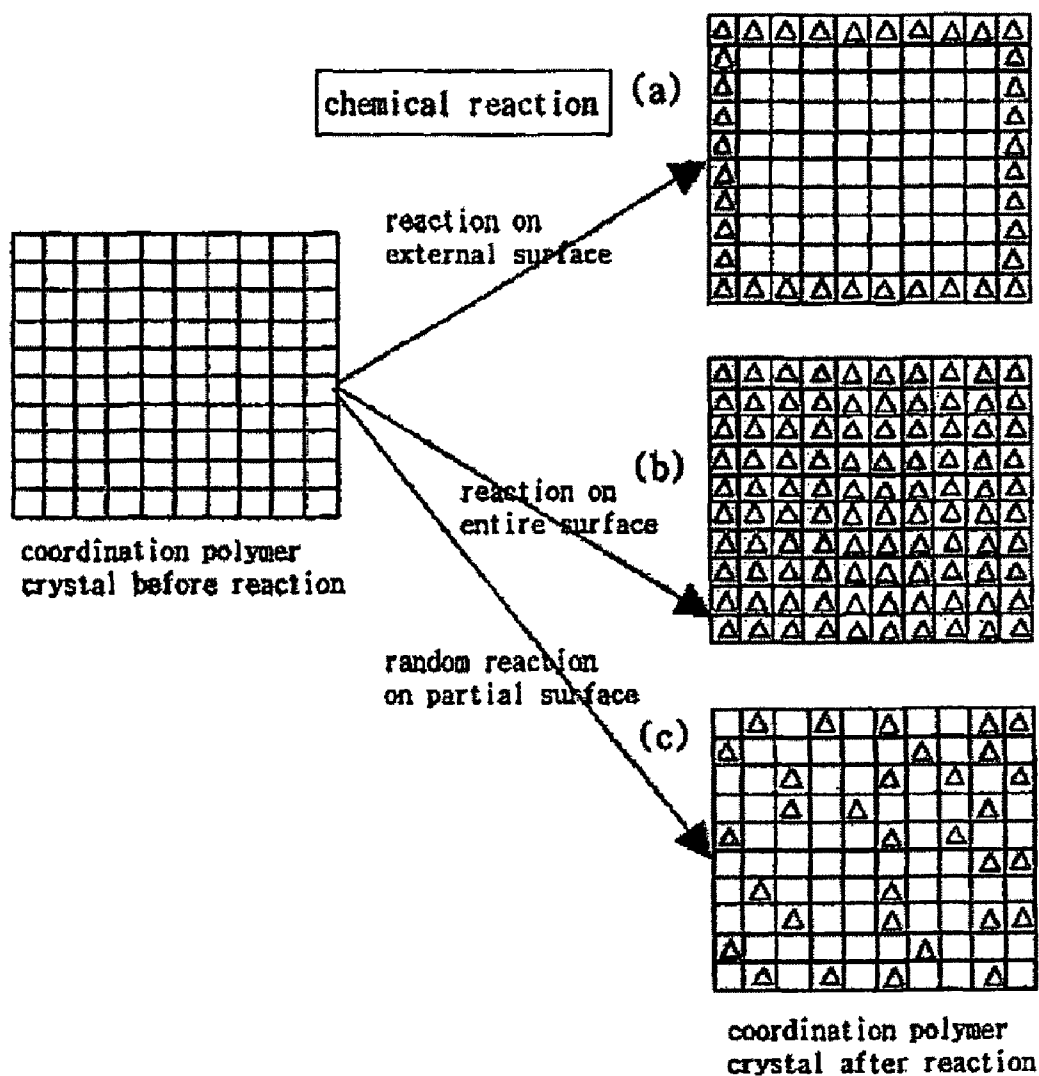 chemical reaction
(a)
reaction on
external surface
coordination polymer
crystal before reaction
(b)
reaction on
entire surface
random reaction
on partial surface
(c)
coordination polymer
crystal after reaction